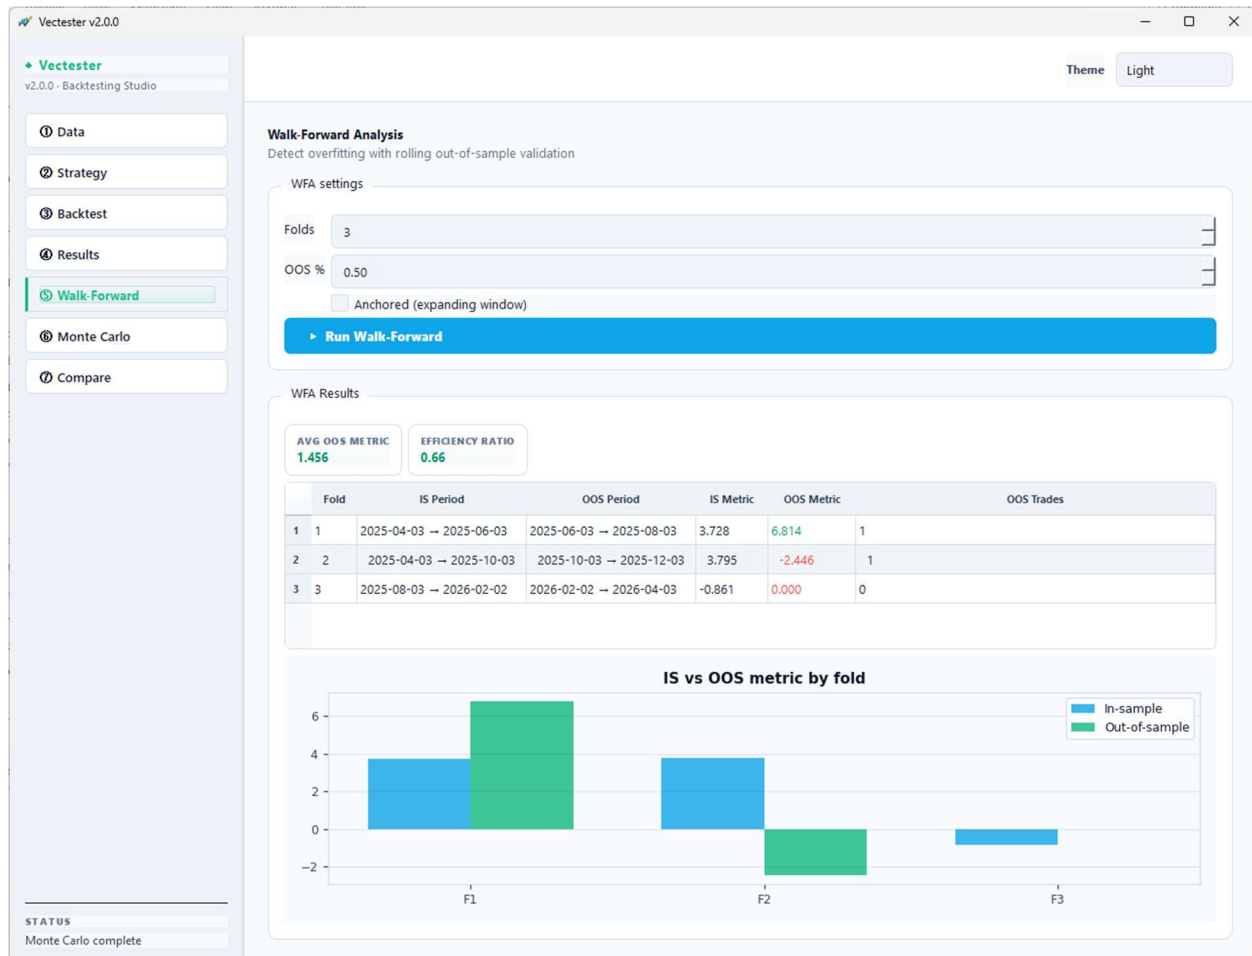 Vectester v2.0.0
Vectester
v2.0.0 · Backtesting Studio
① Data
② Strategy
③ Backtest
④ Results
⑤ Walk-Forward
⑥ Monte Carlo
⑦ Compare
STATUS
Monte Carlo complete
Theme Light
Walk-Forward Analysis
Detect overfitting with rolling out-of-sample validation
WFA settings
Folds 3
OOS % 0.50
Anchored (expanding window)
▸ Run Walk-Forward
WFA Results
AVG OOS METRIC
1.456
EFFICIENCY RATIO
0.66
Fold IS Period OOS Period IS Metric OOS Metric OOS Trades
1 1 2025-04-03 → 2025-06-03 2025-06-03 → 2025-08-03 3.728 6.814 1
2 2 2025-04-03 → 2025-10-03 2025-10-03 → 2025-12-03 3.795 -2.446 1
3 3 2025-08-03 → 2026-02-02 2026-02-02 → 2026-04-03 -0.861 0.000 0
IS vs OOS metric by fold
In-sample
Out-of-sample
6
4
2
0
−2
F1 F2 F3